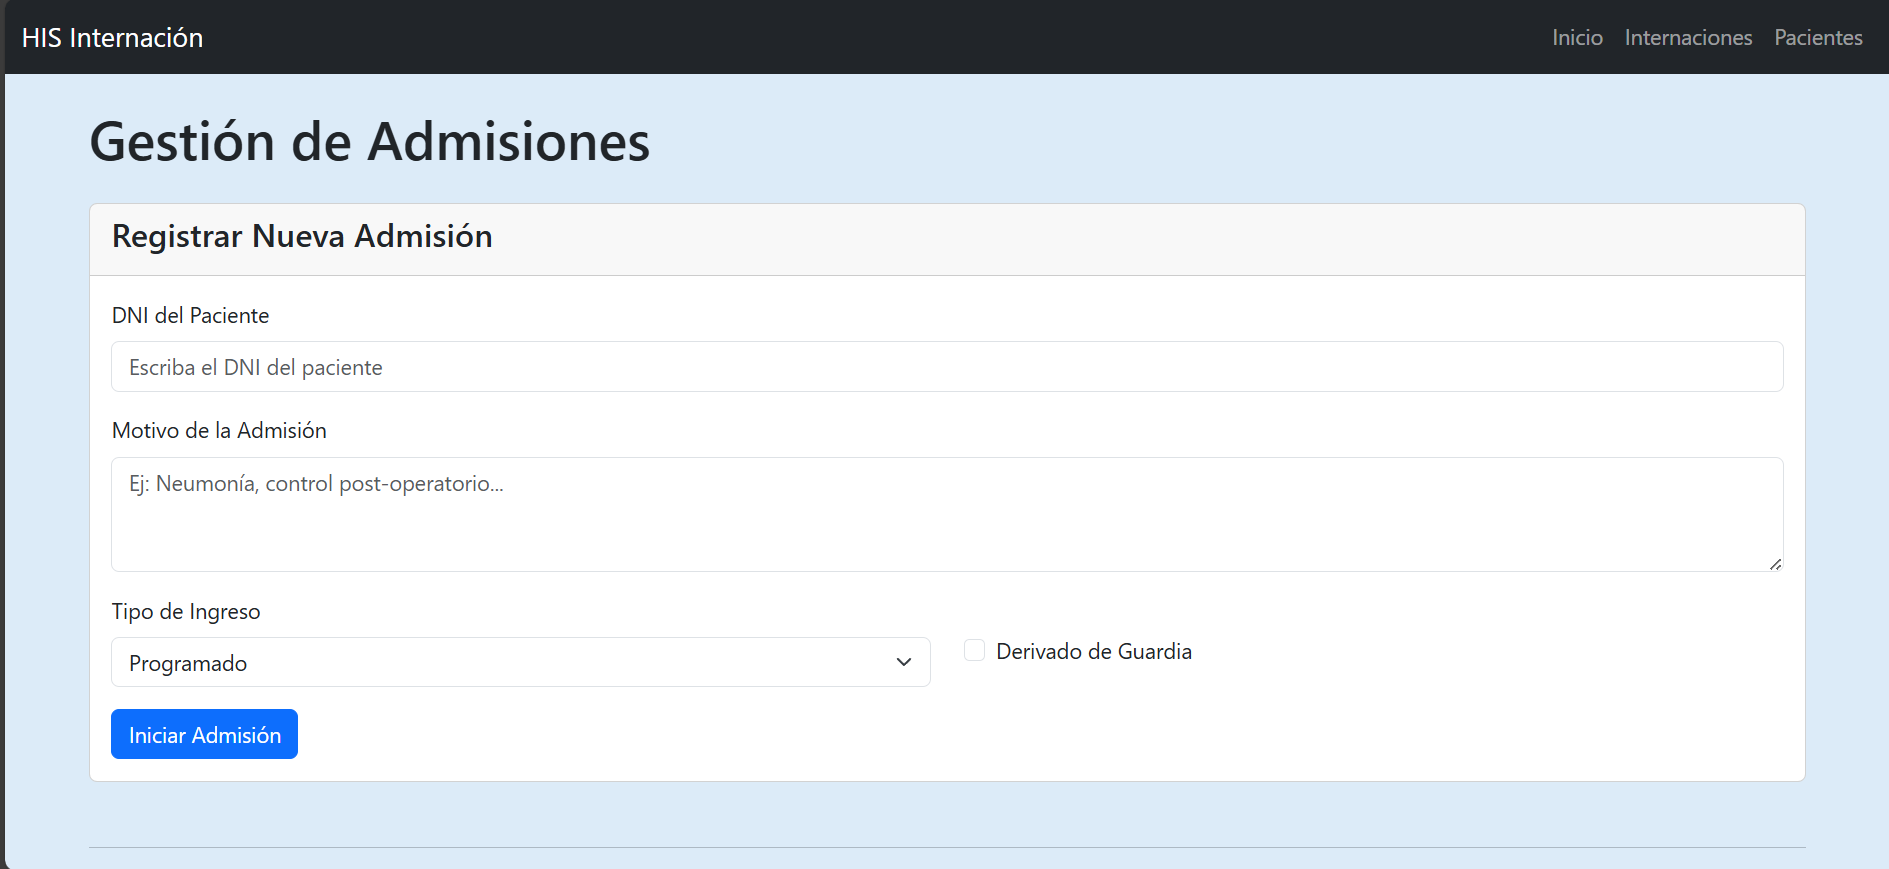 HIS Internación
Inicio Internaciones Pacientes
Gestión de Admisiones
Registrar Nueva Admisión
DNI del Paciente
Escriba el DNI del paciente
Motivo de la Admisión
Ej: Neumonía, control post-operatorio...
Tipo de Ingreso
Programado
Derivado de Guardia
Iniciar Admisión